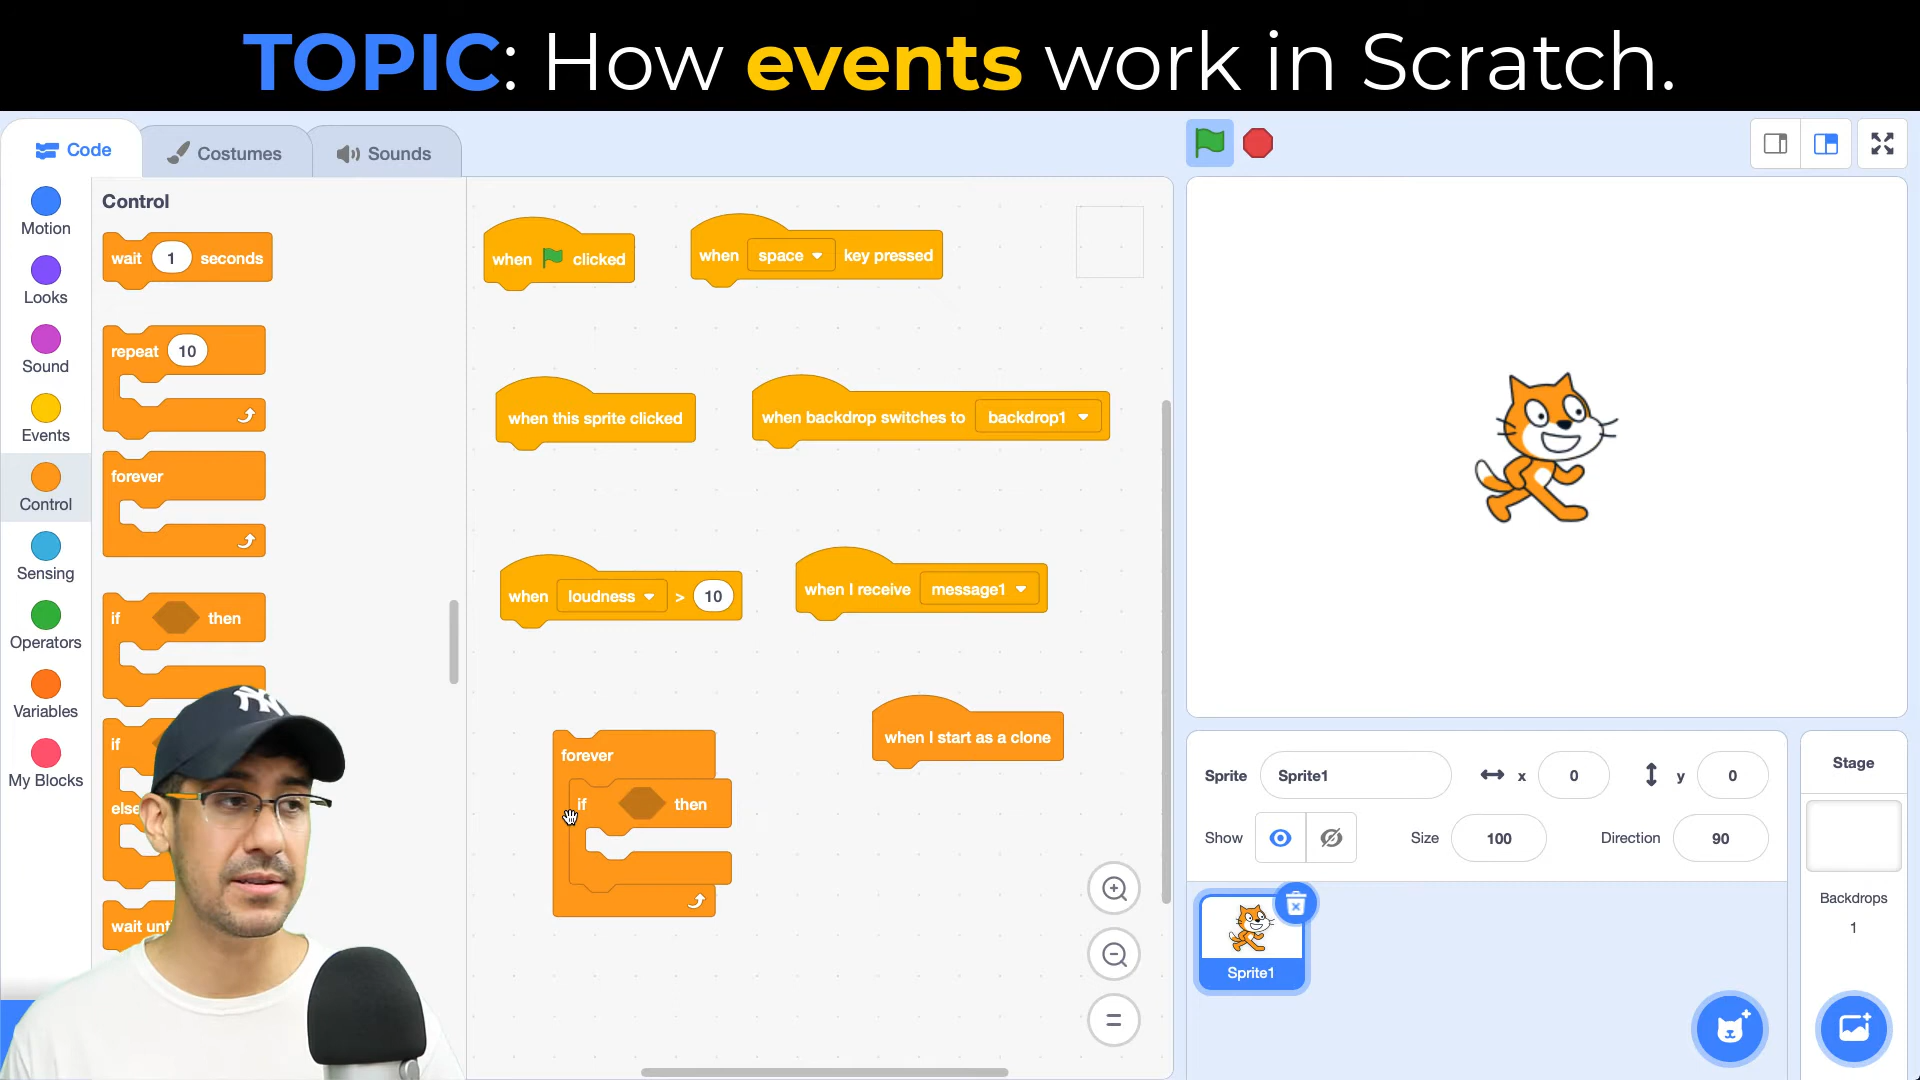 TOPIC: How events work in Scratch.
Code
Costumes
Sounds
Motion
Looks
Sound
Events
Control
Sensing
Operators
Variables
My Blocks
Control
wait 1 seconds
repeat 10
forever
if then
if
else
wait unt
when clicked
when space key pressed
when this sprite clicked
when backdrop switches to backdrop1
when loudness > 10
when I receive message1
when I start as a clone
forever
if then
Sprite Sprite1 x 0 y 0
Show Size 100 Direction 90
Sprite1
Stage
Backdrops
1